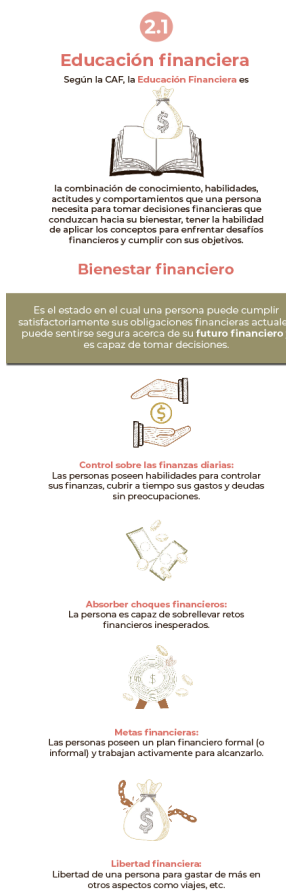 2.1
Educación financiera
Según la CAF, la Educación Financiera es
$
la combinación de conocimiento, habilidades,
actitudes y comportamientos que una persona
necesita para tomar decisiones financieras que
conduzcan hacia su bienestar, tener la habilidad
de aplicar los conceptos para enfrentar desafíos
financieros y cumplir con sus objetivos.
Bienestar financiero
Es el estado en el cual una persona puede cumplir
satisfactoriamente sus obligaciones financieras actuale
puede sentirse segura acerca de su futuro financiero
es capaz de tomar decisiones.
$
Control sobre las finanzas diarias:
Las personas poseen habilidades para controlar
sus finanzas, cubrir a tiempo sus gastos y deudas
sin preocupaciones.
Absorber choques financieros:
La persona es capaz de sobrellevar retos
financieros inesperados.
$
Metas financieras:
Las personas poseen un plan financiero formal (o
informal) y trabajan activamente para alcanzarlo.
$
Libertad financiera:
Libertad de una persona para gastar de más en
otros aspectos como viajes, etc.